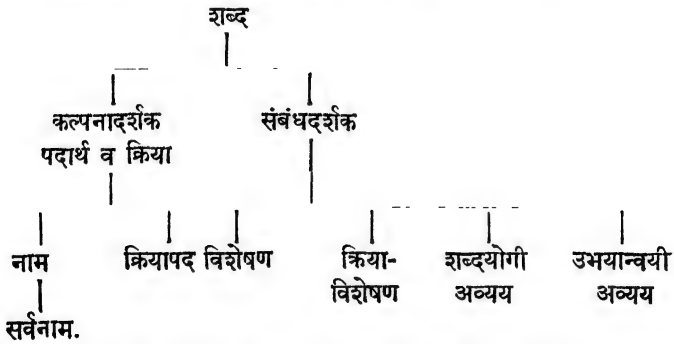 शब्द
कल्पनादर्शक संबंधदर्शक
पदार्थ व क्रिया
नाम क्रियापद विशेषण क्रिया- शब्दयोगी उभयान्वयी
विशेषण अव्यय अव्यय
सर्वनाम.